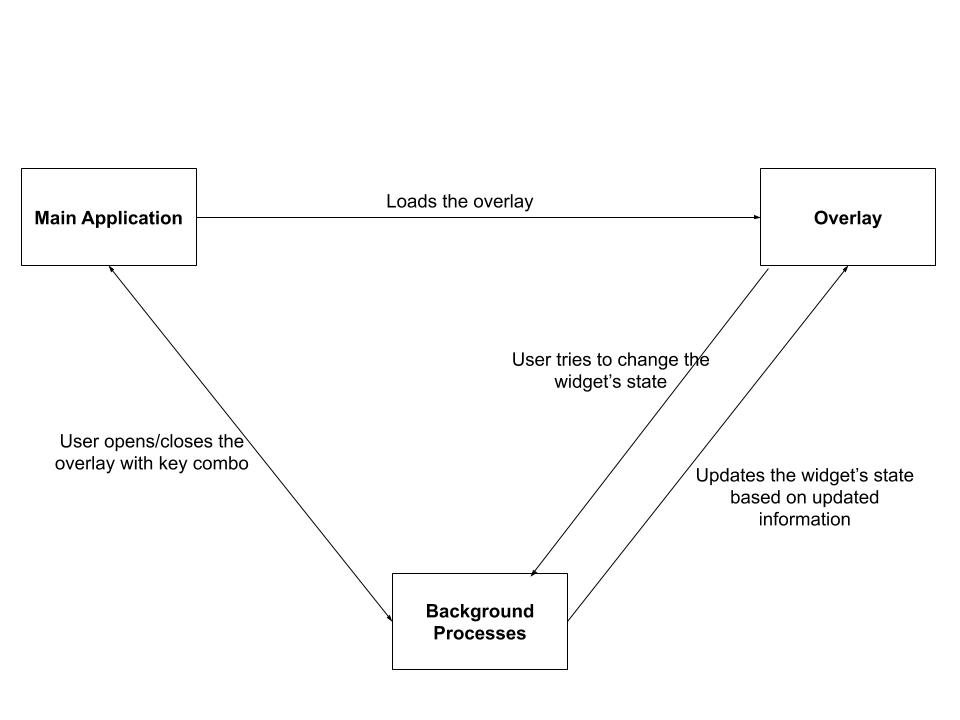 Loads the overlay
Main Application
Overlay
User tries to change the
widget’s state
User opens/closes the
overlay with key combo
Updates the widget’s state
based on updated
information
Background
Processes